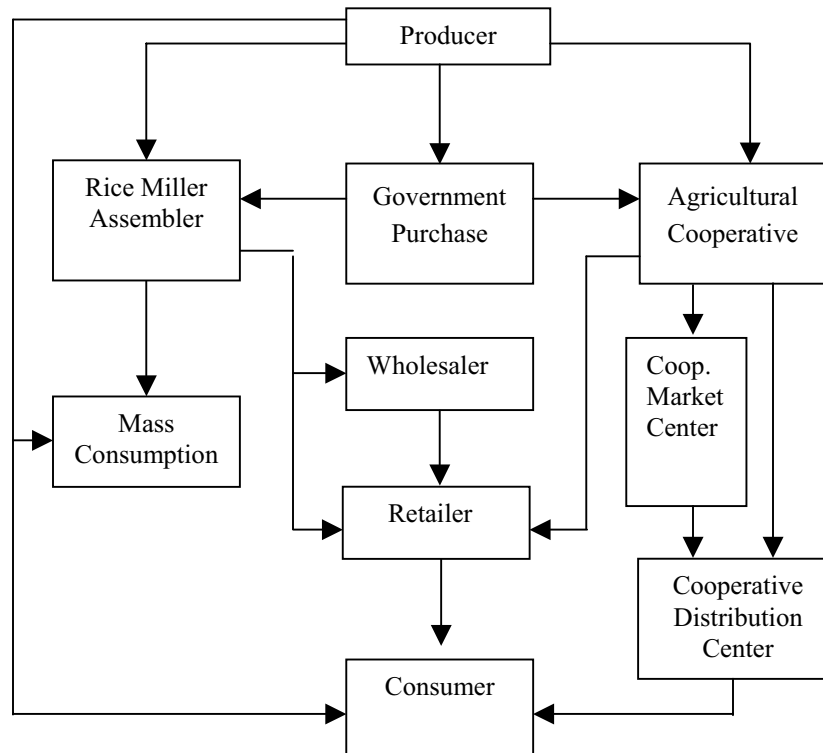 Producer
Rice Miller
Assembler
Government
Purchase
Agricultural
Cooperative
Wholesaler
Coop.
Market
Center
Mass
Consumption
Retailer
Cooperative
Distribution
Center
Consumer